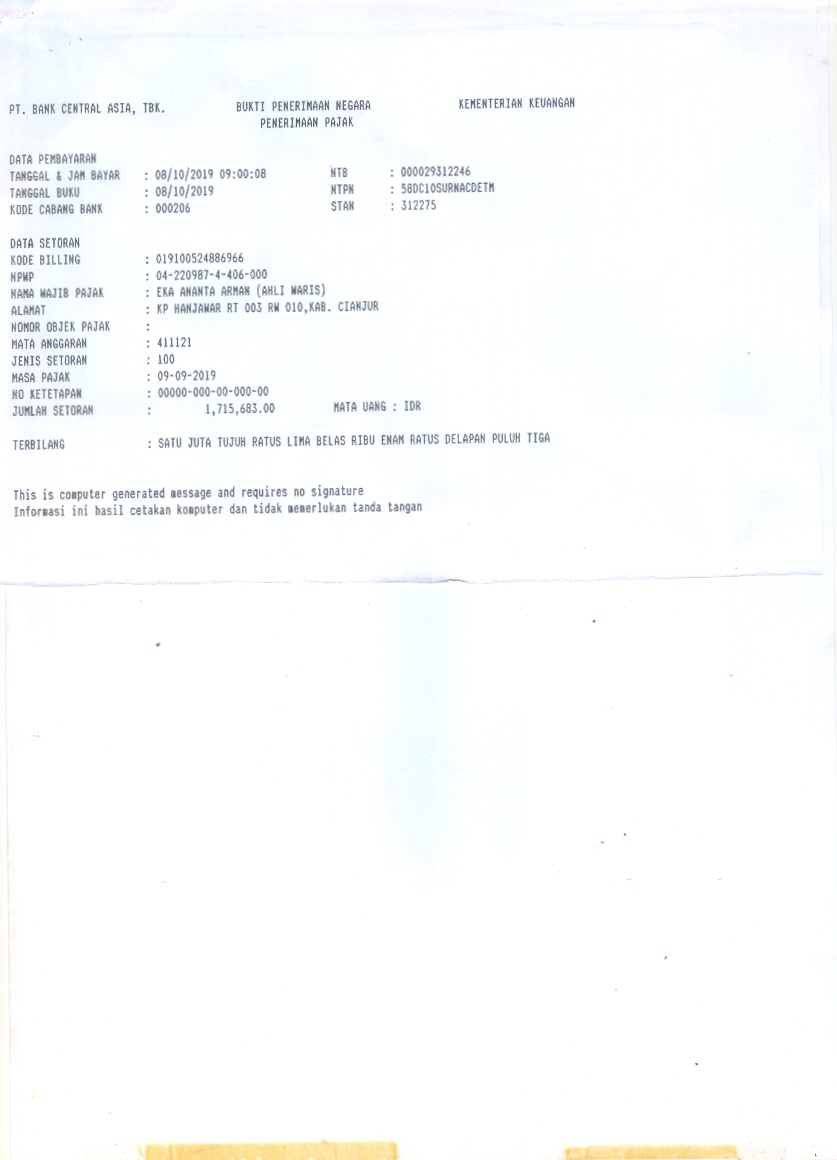 PT. BANK CENTRAL ASIA, TBK. BUKTI PENERIMAAN NEGARA KEMENTERIAN KEUANGAN
PENERIMAAN PAJAK
DATA PEMBAYARAN
TANGGAL & JAM BAYAR : 08/10/2019 09:00:08 NTB : 000029312246
TANGGAL BUKU : 08/10/2019 NTPN : 58DC10SURNACDETM
KODE CABANG BANK : 000206 STAN : 312275
DATA SETORAN
KODE BILLING : 019100524886966
NPWP : 04-220987-4-406-000
NAMA WAJIB PAJAK : EKA ANANTA ARMAN (AHLI WARIS)
ALAMAT : KP HANJAWAR RT 003 RW 010,KAB. CIANJUR
NOMOR OBJEK PAJAK :
MATA ANGGARAN : 411121
JENIS SETORAN : 100
MASA PAJAK : 09-09-2019
NO KETETAPAN : 00000-000-00-000-00
JUMLAH SETORAN : 1,715,683.00 MATA UANG : IDR
TERBILANG : SATU JUTA TUJUH RATUS LIMA BELAS RIBU ENAM RATUS DELAPAN PULUH TIGA
This is computer generated message and requires no signature
Informasi ini hasil cetakan komputer dan tidak memerlukan tanda tangan